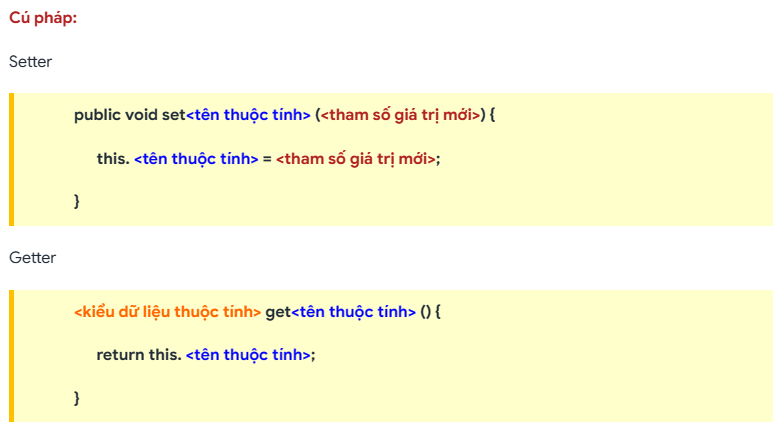 Cú pháp:
Setter
public void set<tên thuộc tính> (<tham số giá trị mới>) {
this. <tên thuộc tính> = <tham số giá trị mới>;
}
Getter
<kiểu dữ liệu thuộc tính> get<tên thuộc tính> () {
return this. <tên thuộc tính>;
}